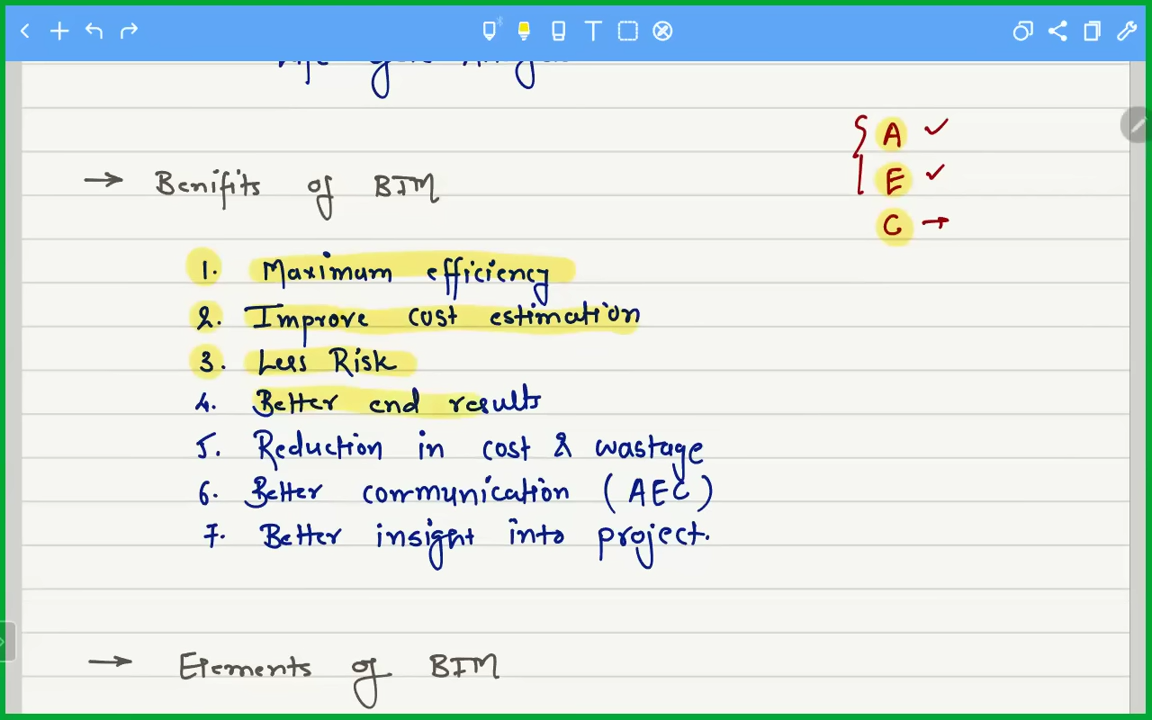 → Benifits of BIM
1. Maximum efficiency
2. Improve cost estimation
3. Less Risk
4. Better end results
5. Reduction in cost & wastage
6. Better communication (AEC)
7. Better insight into project.
→ Elements of BIM
A ✓
E ✓
C →